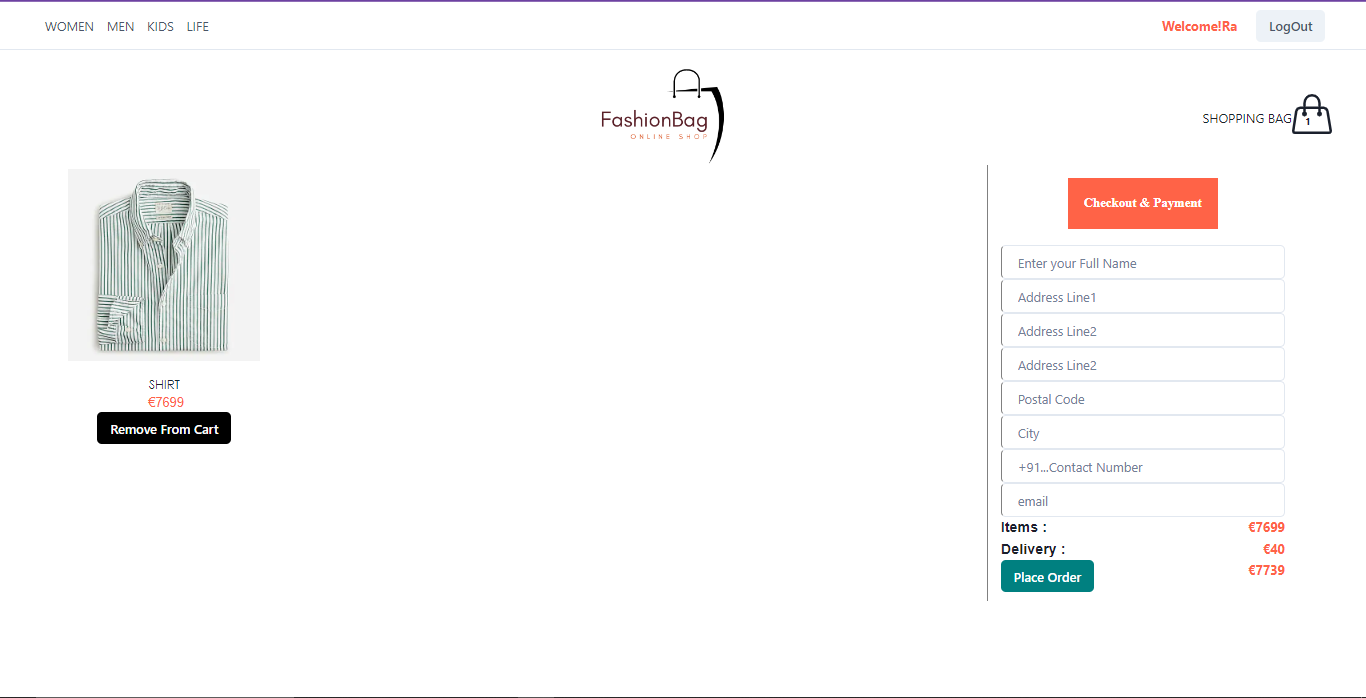 WOMEN MEN KIDS LIFE
Welcome!Ra LogOut
FashionBag
ONLINE SHOP
SHOPPING BAG 1
SHIRT
€7699
Remove From Cart
Checkout & Payment
Enter your Full Name
Address Line1
Address Line2
Address Line2
Postal Code
City
+91...Contact Number
email
Items : €7699
Delivery : €40
Place Order €7739